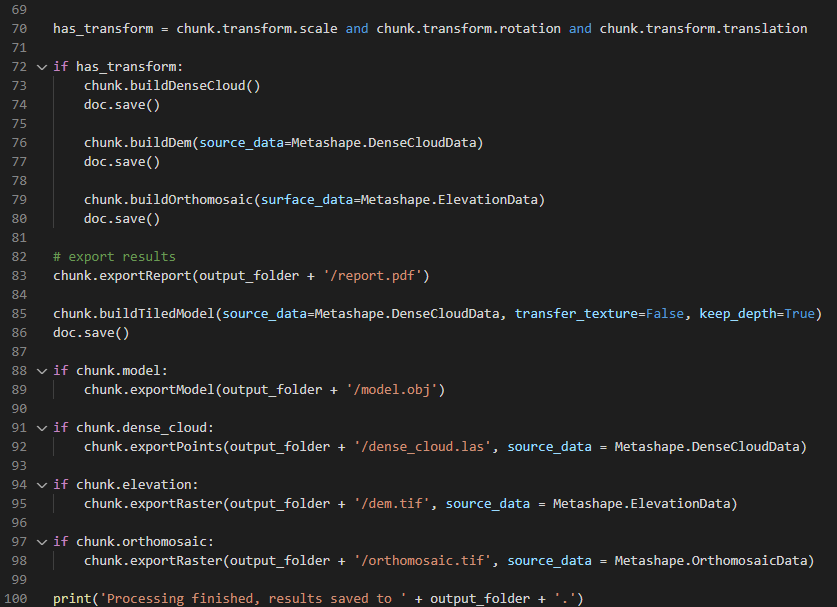 69
70 has_transform = chunk.transform.scale and chunk.transform.rotation and chunk.transform.translation
71
72 if has_transform:
73     chunk.buildDenseCloud()
74     doc.save()
75
76     chunk.buildDem(source_data=Metashape.DenseCloudData)
77     doc.save()
78
79     chunk.buildOrthomosaic(surface_data=Metashape.ElevationData)
80     doc.save()
81
82 # export results
83 chunk.exportReport(output_folder + '/report.pdf')
84
85 chunk.buildTiledModel(source_data=Metashape.DenseCloudData, transfer_texture=False, keep_depth=True)
86 doc.save()
87
88 if chunk.model:
89     chunk.exportModel(output_folder + '/model.obj')
90
91 if chunk.dense_cloud:
92     chunk.exportPoints(output_folder + '/dense_cloud.las', source_data = Metashape.DenseCloudData)
93
94 if chunk.elevation:
95     chunk.exportRaster(output_folder + '/dem.tif', source_data = Metashape.ElevationData)
96
97 if chunk.orthomosaic:
98     chunk.exportRaster(output_folder + '/orthomosaic.tif', source_data = Metashape.OrthomosaicData)
99
100 print('Processing finished, results saved to ' + output_folder + '.')